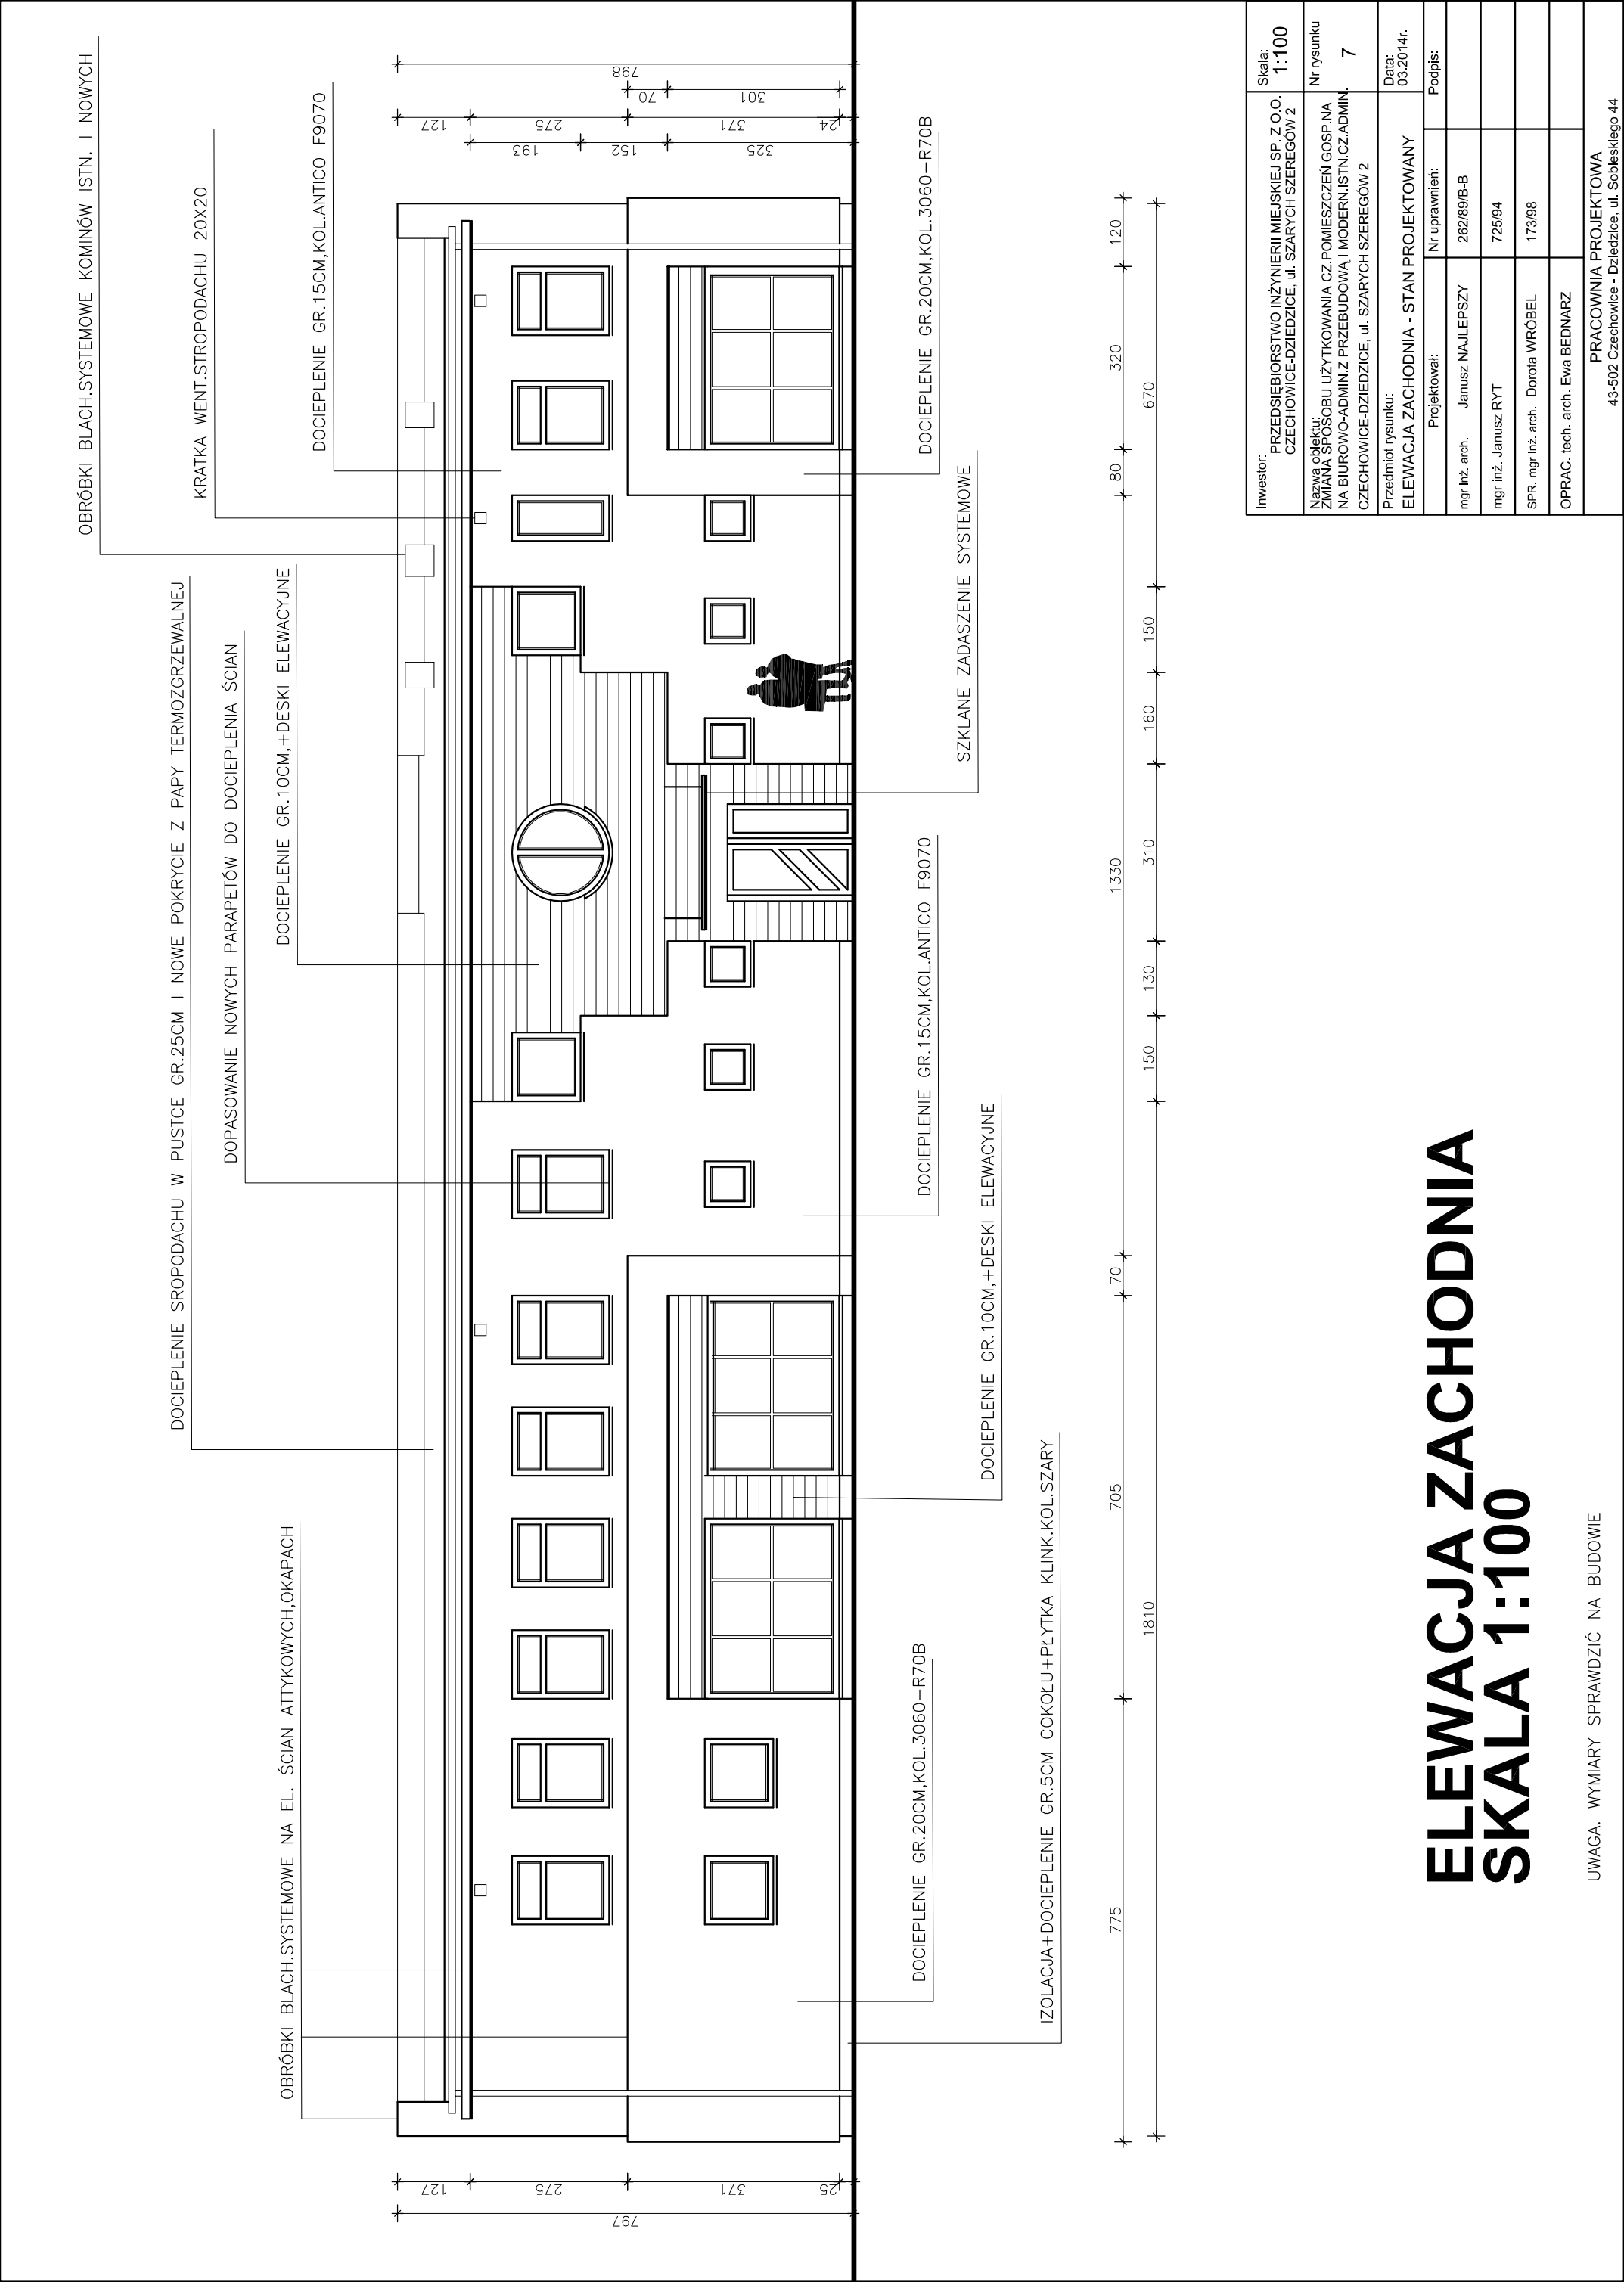 OBRÓBKI BLACH.SYSTEMOWE KOMINÓW ISTN. I NOWYCH
DOCIEPLENIE SROPODACHU W PUSTCE GR.25CM I NOWE POKRYCIE Z PAPY TERMOZGRZEWALNEJ
KRATKA WENT.STROPODACHU 20X20
DOPASOWANIE NOWYCH PARAPETÓW DO DOCIEPLENIA ŚCIAN
OBRÓBKI BLACH.SYSTEMOWE NA EL. ŚCIAN ATTYKOWYCH,OKAPACH
DOCIEPLENIE GR.10CM,+DESKI ELEWACYJNE
DOCIEPLENIE GR.15CM,KOL.ANTICO F9070
127
275
371
25
797
127
275
371
24
193
152
325
70
301
798
DOCIEPLENIE GR.20CM,KOL.3060-R70B
DOCIEPLENIE GR.15CM,KOL.ANTICO F9070
DOCIEPLENIE GR.20CM,KOL.3060-R70B
SZKLANE ZADASZENIE SYSTEMOWE
DOCIEPLENIE GR.10CM,+DESKI ELEWACYJNE
IZOLACJA+DOCIEPLENIE GR.5CM COKOŁU+PŁYTKA KLINK.KOL.SZARY
775
705
70
1330
80
320
120
1810
150
130
310
160
150
670
ELEWACJA ZACHODNIA
SKALA 1:100
UWAGA. WYMIARY SPRAWDZIĆ NA BUDOWIE
Inwestor:
PRZEDSIĘBIORSTWO INŻYNIERII MIEJSKIEJ SP. Z O.O.
CZECHOWICE-DZIEDZICE, ul. SZARYCH SZEREGÓW 2
Skala:
1:100
Nazwa obiektu:
ZMIANA SPOSOBU UŻYTKOWANIA CZ.POMIESZCZEŃ GOSP.NA
NA BIUROWO-ADMIN.Z PRZEBUDOWĄ I MODERN.ISTN.CZ.ADMIN.
CZECHOWICE-DZIEDZICE, ul. SZARYCH SZEREGÓW 2
Nr rysunku
7
Przedmiot rysunku:
ELEWACJA ZACHODNIA - STAN PROJEKTOWANY
Data:
03.2014r.
Projektował:
Nr uprawnień:
Podpis:
mgr inż. arch. Janusz NAJLEPSZY
262/89/B-B
mgr inż. Janusz RYT
725/94
SPR. mgr Inż. arch. Dorota WRÓBEL
173/98
OPRAC. tech. arch. Ewa BEDNARZ
PRACOWNIA PROJEKTOWA
43-502 Czechowice - Dziedzice, ul. Sobieskiego 44